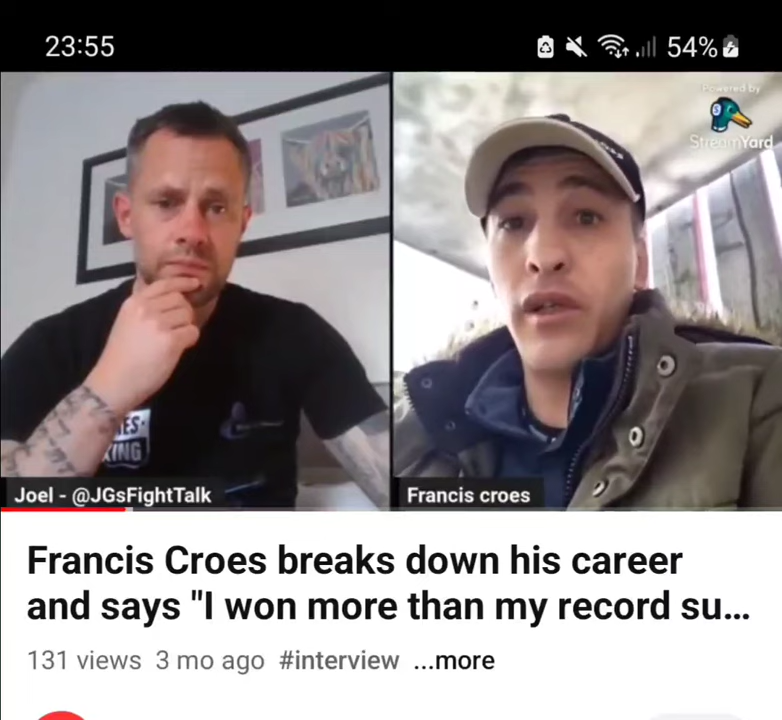 23:55
54%
Powered by
StreamYard
Joel - @JGsFightTalk
Francis croes
Francis Croes breaks down his career
and says "I won more than my record su...
131 views 3 mo ago #interview ...more